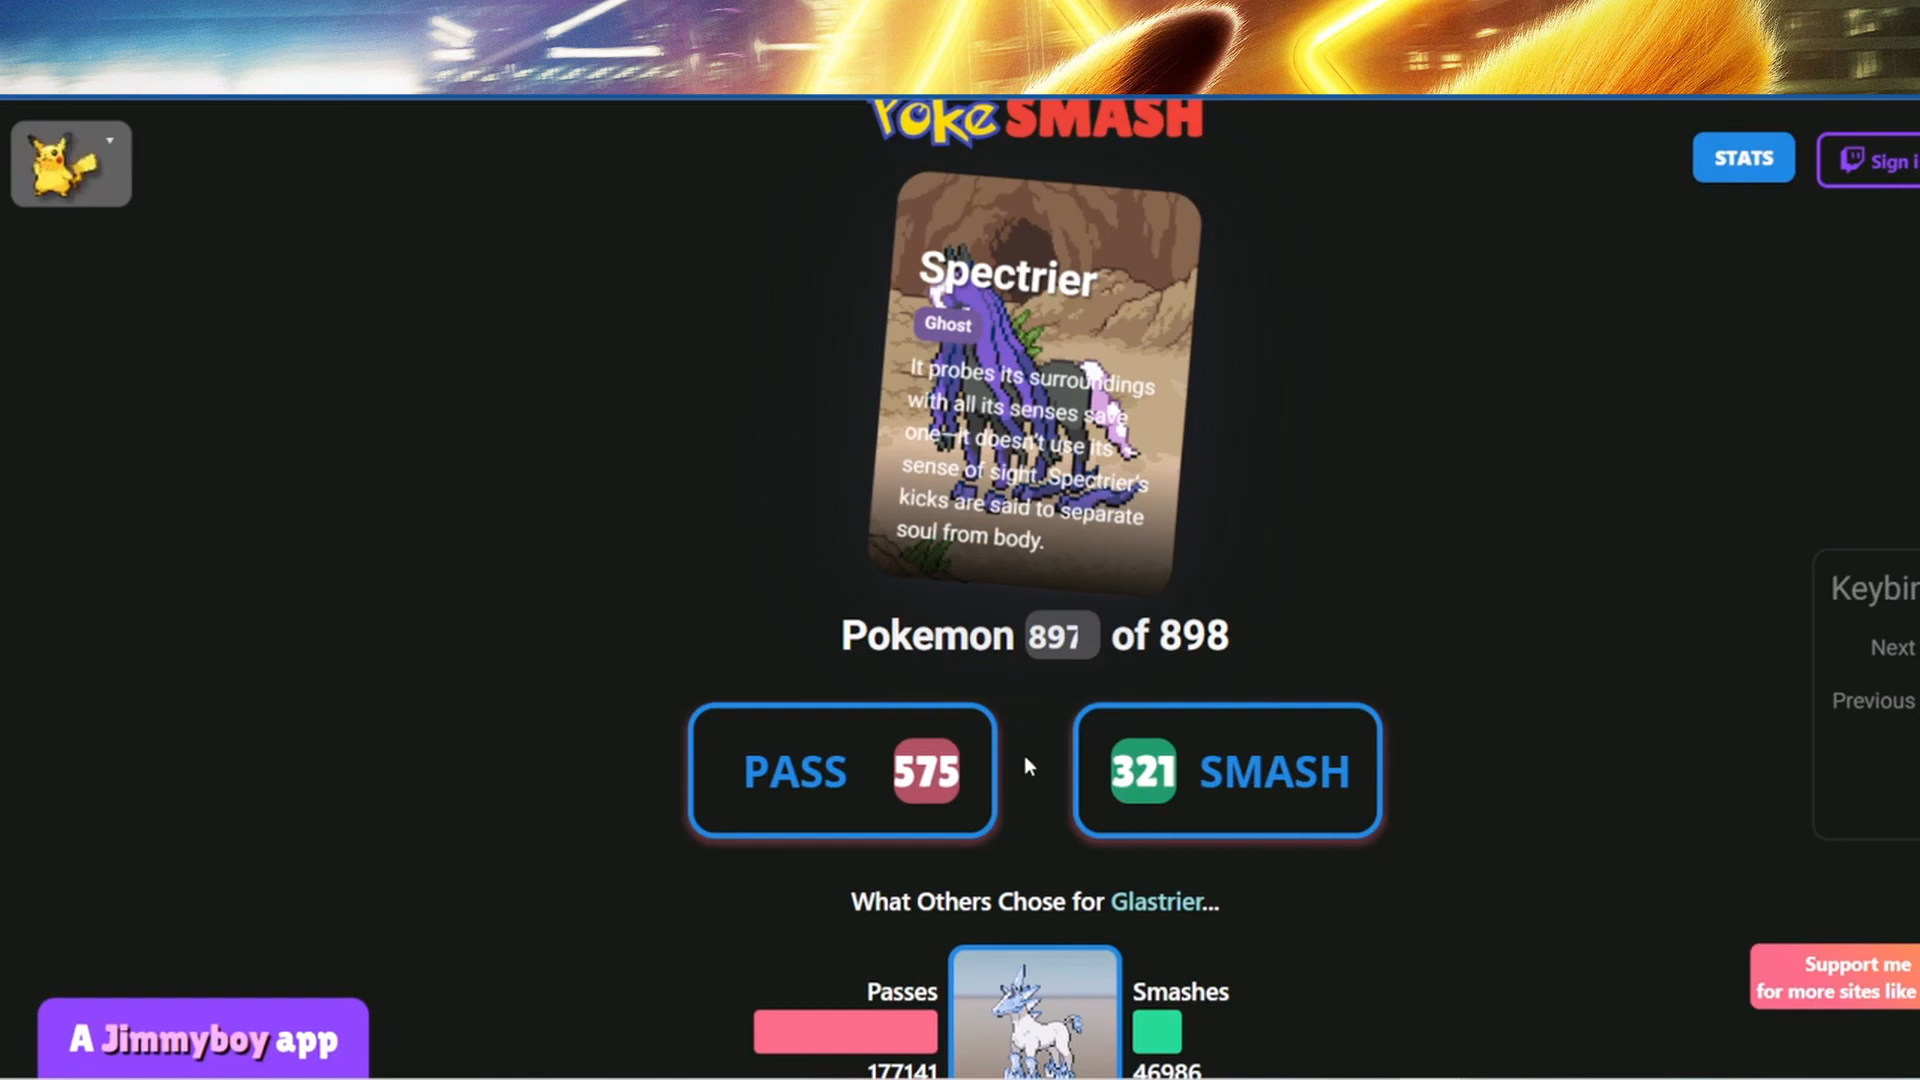 Poke SMASH
STATS
Sign i
Spectrier
Ghost
It probes its surroundings
with all its senses save
one—it doesn't use its
sense of sight. Spectrier's
kicks are said to separate
soul from body.
Pokemon 897 of 898
PASS 575
321 SMASH
Keybin
Next
Previous
What Others Chose for Glastrier...
Passes
Smashes
177141
46986
Support me
for more sites like
A Jimmyboy app